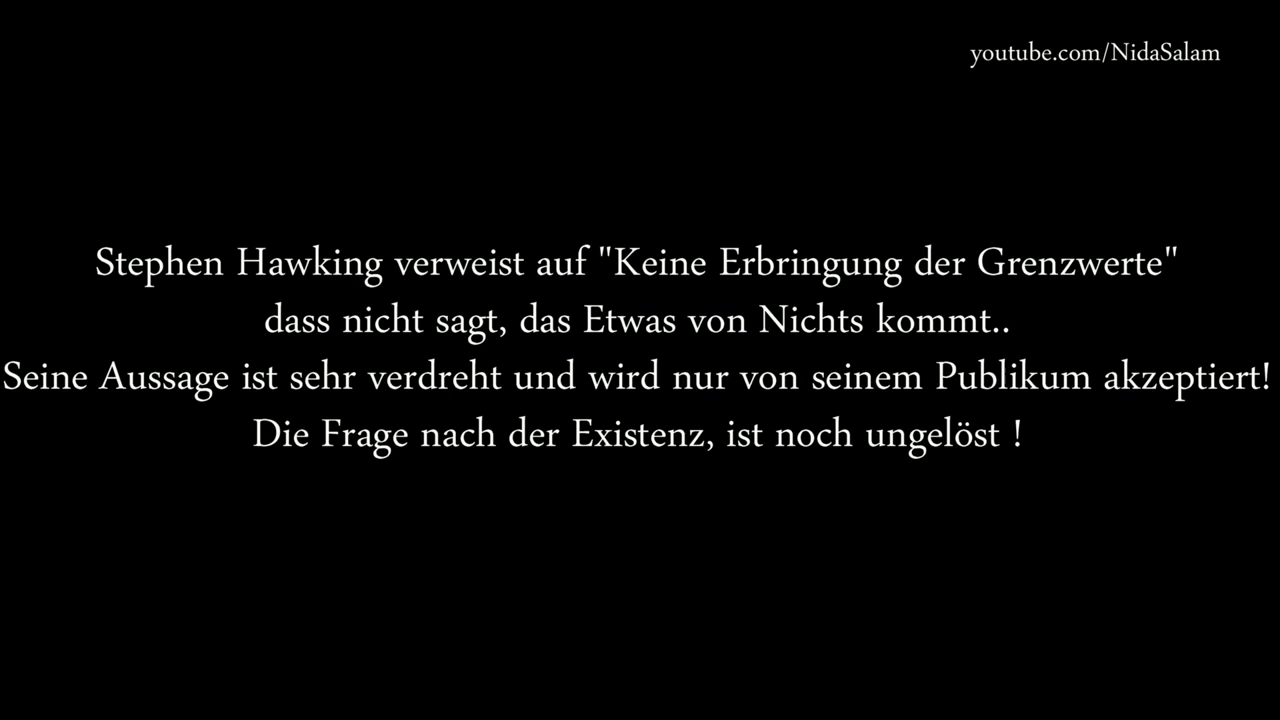 youtube.com/NidaSalam
Stephen Hawking verweist auf "Keine Erbringung der Grenzwerte"
dass nicht sagt, das Etwas von Nichts kommt..
Seine Aussage ist sehr verdreht und wird nur von seinem Publikum akzeptiert!
Die Frage nach der Existenz, ist noch ungelöst !